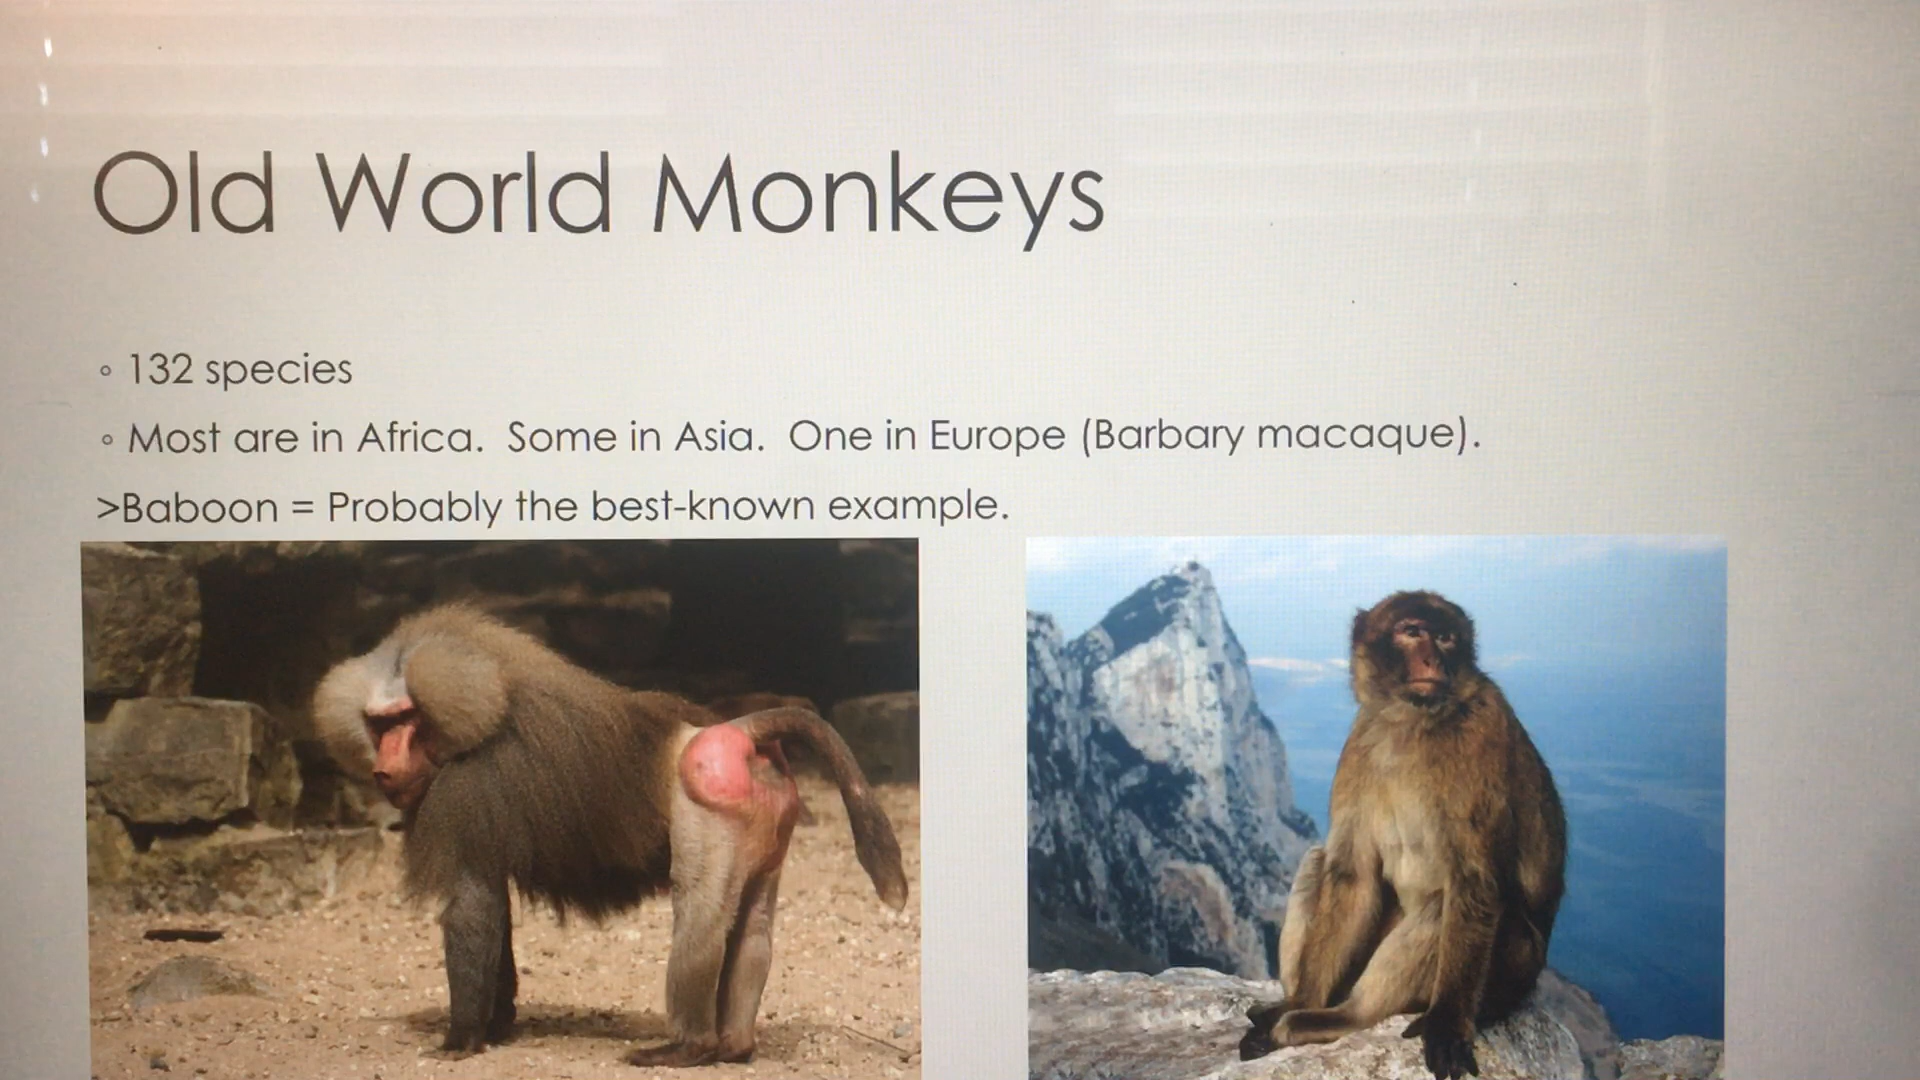 Old World Monkeys
◦ 132 species
◦ Most are in Africa.  Some in Asia.  One in Europe (Barbary macaque).
>Baboon = Probably the best-known example.